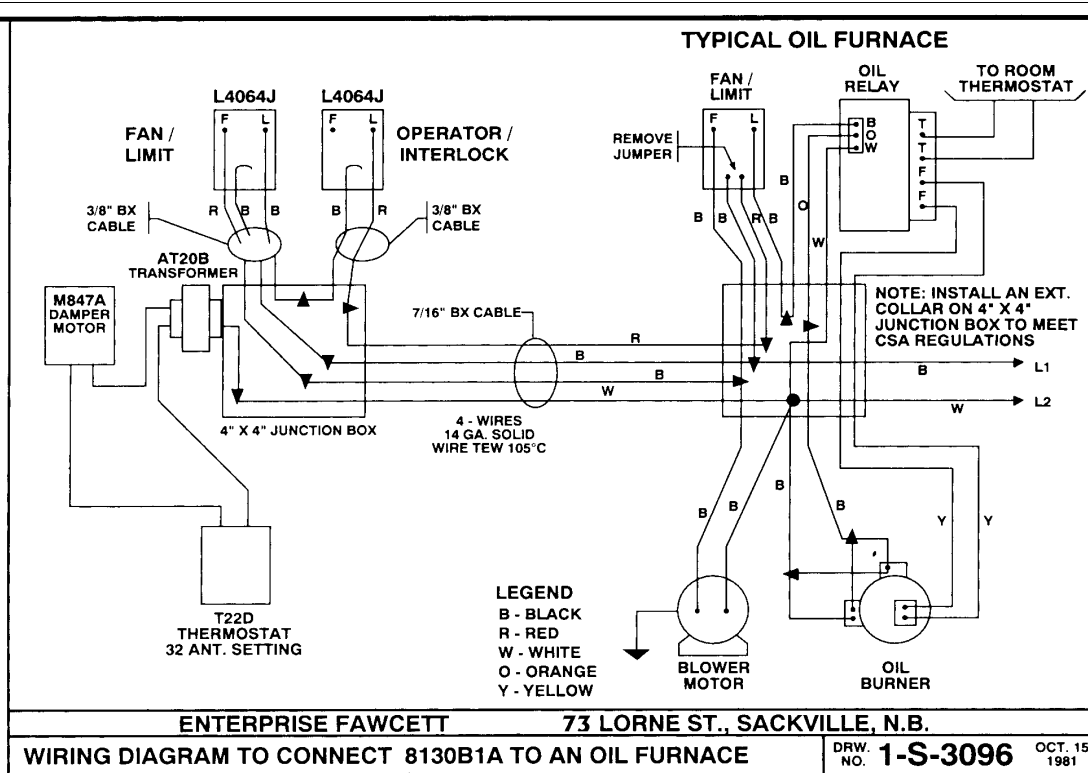 TYPICAL OIL FURNACE
L4064J
L4064J
F L
F L
FAN /
LIMIT
OPERATOR /
INTERLOCK
FAN /
LIMIT
F L
REMOVE
JUMPER
OIL
RELAY
B
O
W
T
T
F
F
TO ROOM
THERMOSTAT
R B B
B R
3/8" BX
CABLE
3/8" BX
CABLE
B B R B
B
O
W
AT20B
TRANSFORMER
M847A
DAMPER
MOTOR
7/16" BX CABLE
NOTE: INSTALL AN EXT.
COLLAR ON 4" X 4"
JUNCTION BOX TO MEET
CSA REGULATIONS
R
B
B
W
B
L1
W
L2
4" X 4" JUNCTION BOX
4 - WIRES
14 GA. SOLID
WIRE TEW 105°C
B B B B
Y Y
T22D
THERMOSTAT
32 ANT. SETTING
LEGEND
B - BLACK
R - RED
W - WHITE
O - ORANGE
Y - YELLOW
BLOWER
MOTOR
OIL
BURNER
ENTERPRISE FAWCETT 73 LORNE ST., SACKVILLE, N.B.
WIRING DIAGRAM TO CONNECT 8130B1A TO AN OIL FURNACE
DRW.
NO. 1-S-3096
OCT. 15
1981